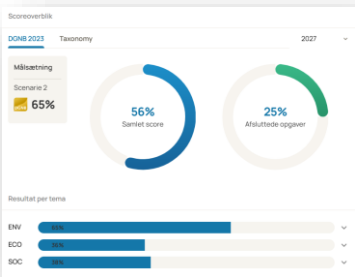 Scoreoverblik
DGNB 2023 Taxonomy 2027
Målsætning
Scenarie 2
65%
56%
Samlet score
25%
Afsluttede opgaver
Resultat per tema
ENV 65%
ECO
SOC